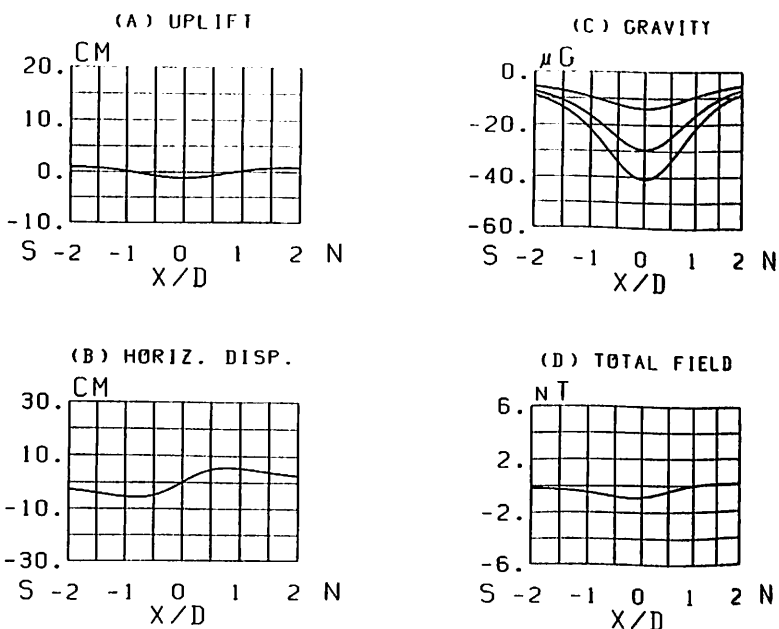 (A) UPLIFT
CM
20.
10.
0.
-10.
S -2 -1 0 1 2 N
X/D
(C) GRAVITY
μG
0.
-20.
-40.
-60.
S -2 -1 0 1 2 N
X/D
(B) HORIZ. DISP.
CM
30.
10.
-10.
-30.
S -2 -1 0 1 2 N
X/D
(D) TOTAL FIELD
NT
6.
2.
-2.
-6.
S -2 -1 0 1 2 N
X/D